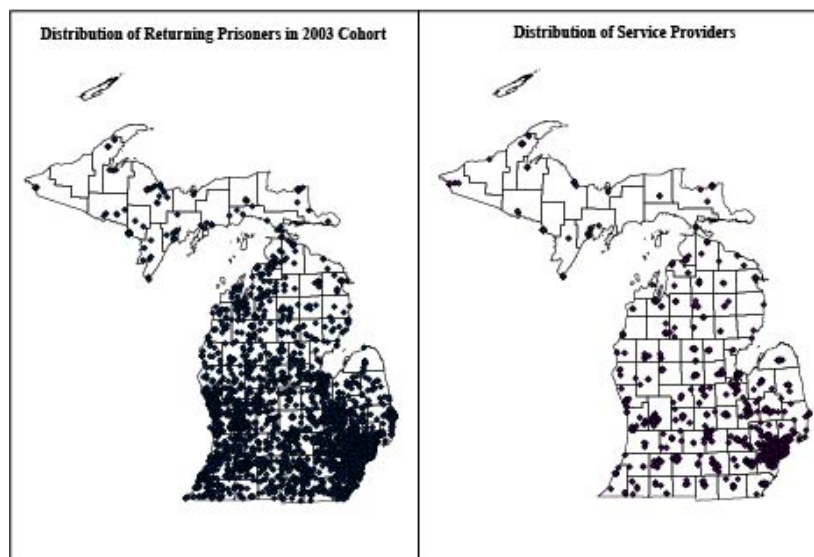 Distribution of Returning Prisoners in 2003 Cohort
Distribution of Service Providers